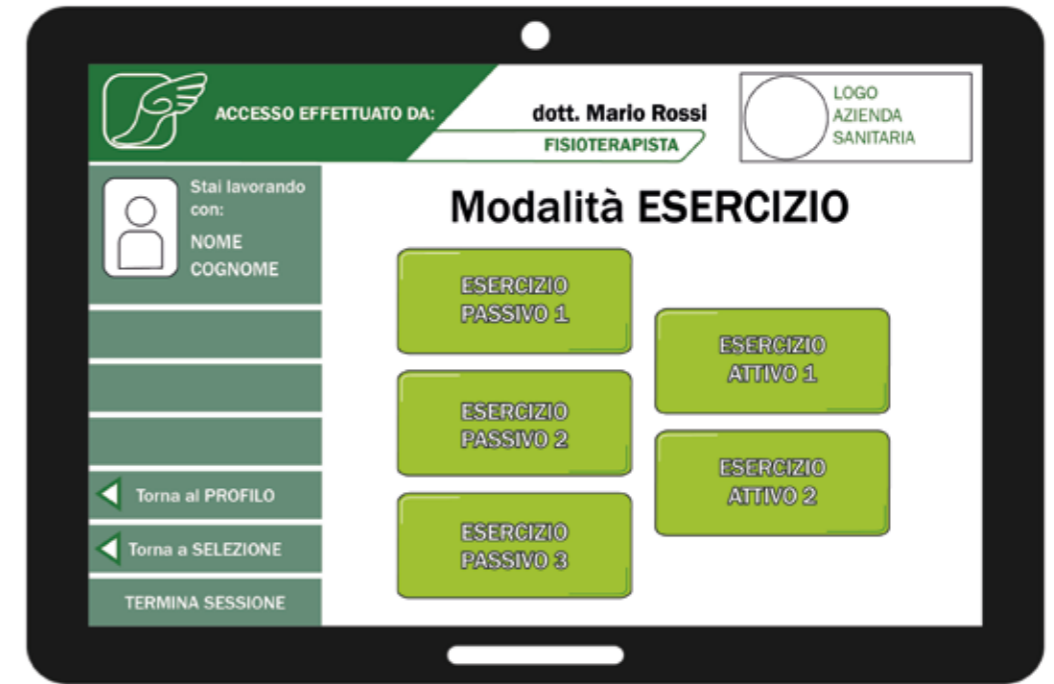 ACCESSO EFFETTUATO DA:
dott. Mario Rossi
FISIOTERAPISTA
LOGO
AZIENDA
SANITARIA
Stai lavorando
con:
NOME
COGNOME
Torna al PROFILO
Torna a SELEZIONE
TERMINA SESSIONE
Modalità ESERCIZIO
ESERCIZIO
PASSIVO 1
ESERCIZIO
PASSIVO 2
ESERCIZIO
PASSIVO 3
ESERCIZIO
ATTIVO 1
ESERCIZIO
ATTIVO 2